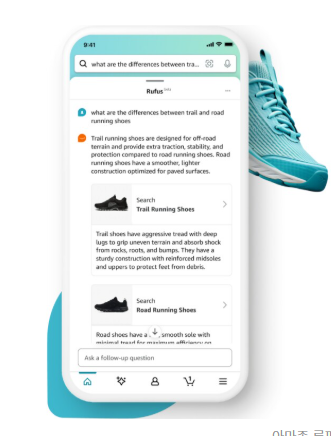 9:41
what are the differences between tra...
Rufus beta
what are the differences between trail and road
running shoes
Trail running shoes are designed for off-road
terrain and provide extra traction, stability, and
protection compared to road running shoes. Road
running shoes have a smoother, lighter
construction optimized for paved surfaces.
Search
Trail Running Shoes
Trail shoes have aggressive tread with deep
lugs to grip uneven terrain and absorb shock
from rocks, roots, and bumps. They have a
sturdy construction with reinforced midsoles
and uppers to protect feet from debris.
Search
Road Running Shoes
Road shoes have a smooth sole with
minimal tread for maximum efficiency on
Ask a follow-up question
아마존